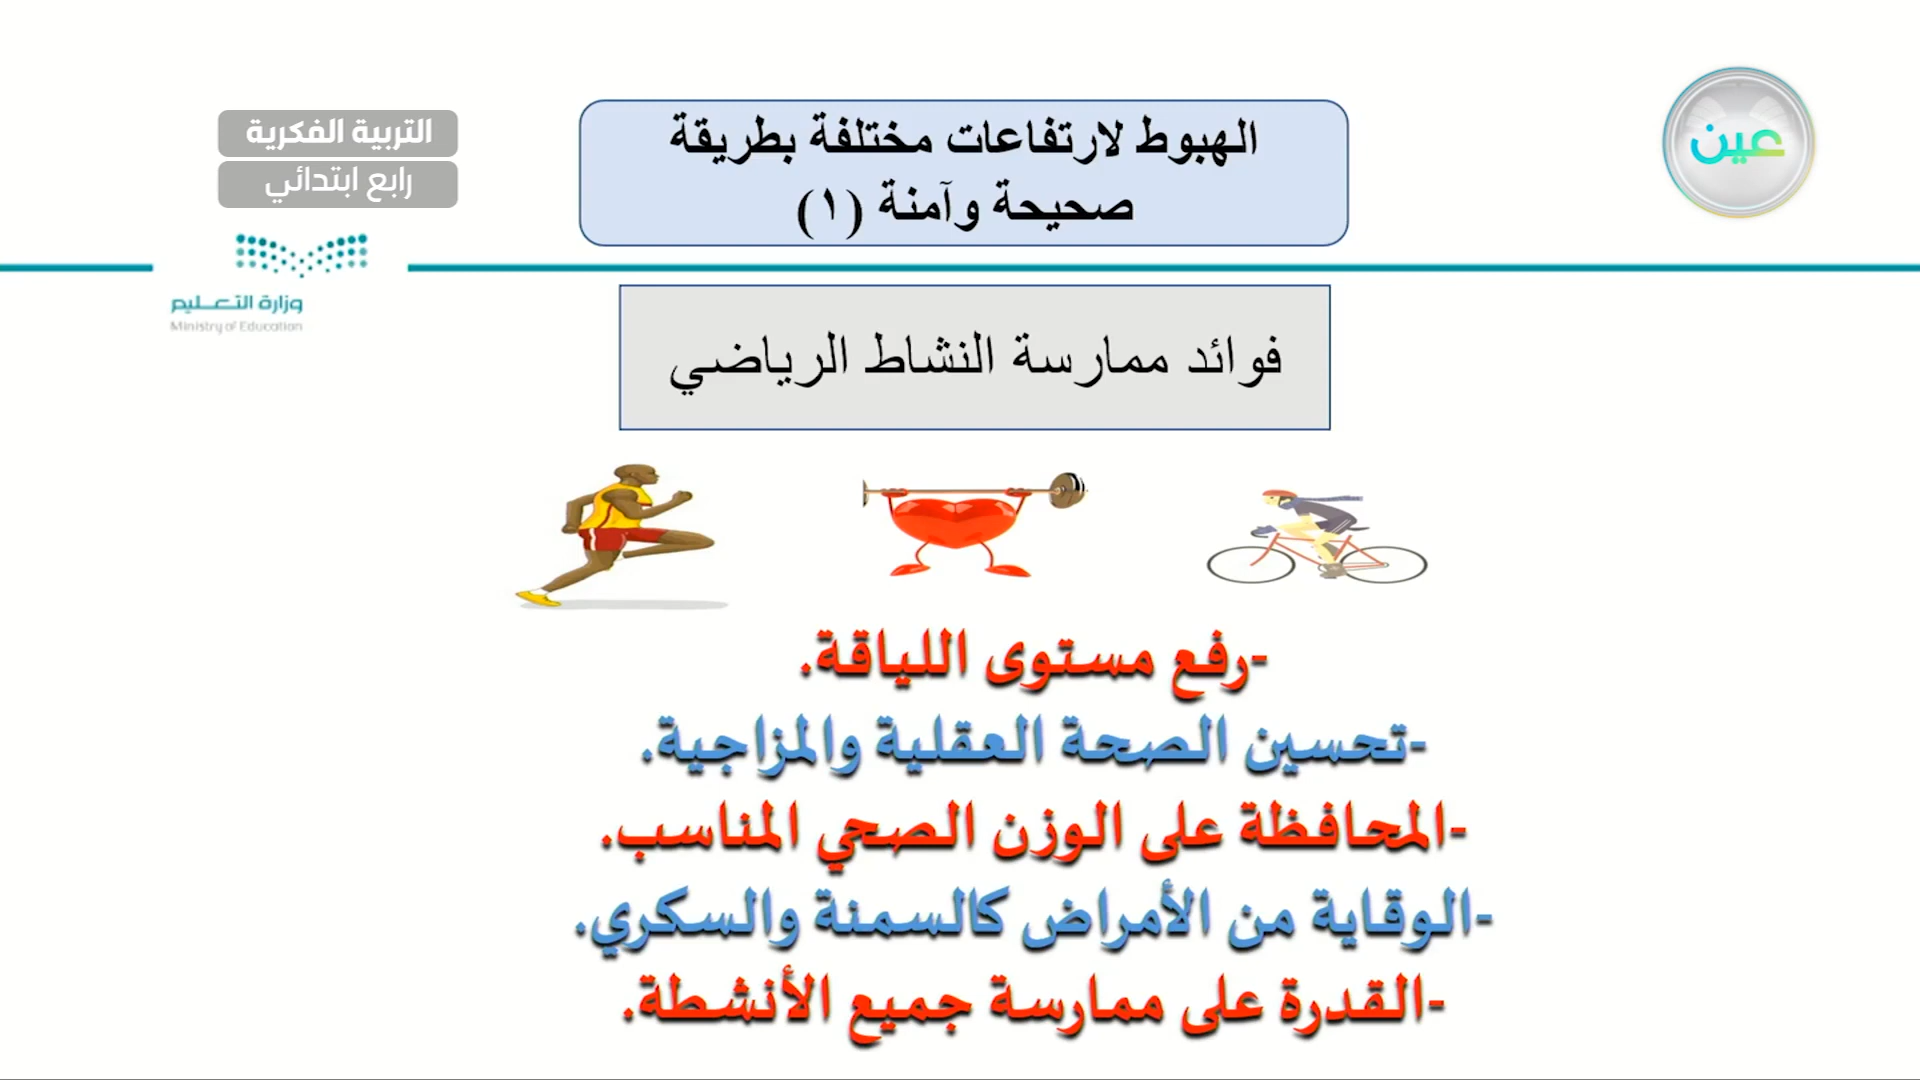 عين
الهبوط لارتفاعات مختلفة بطريقة
صحيحة وآمنة (١)
التربية الفكرية
رابع ابتدائي
وزارة التعليم
Ministry of Education
فوائد ممارسة النشاط الرياضي
-رفع مستوى اللياقة.
-تحسين الصحة العقلية والمزاجية.
-المحافظة على الوزن الصحي المناسب.
-الوقاية من الأمراض كالسمنة والسكري.
-القدرة على ممارسة جميع الأنشطة.